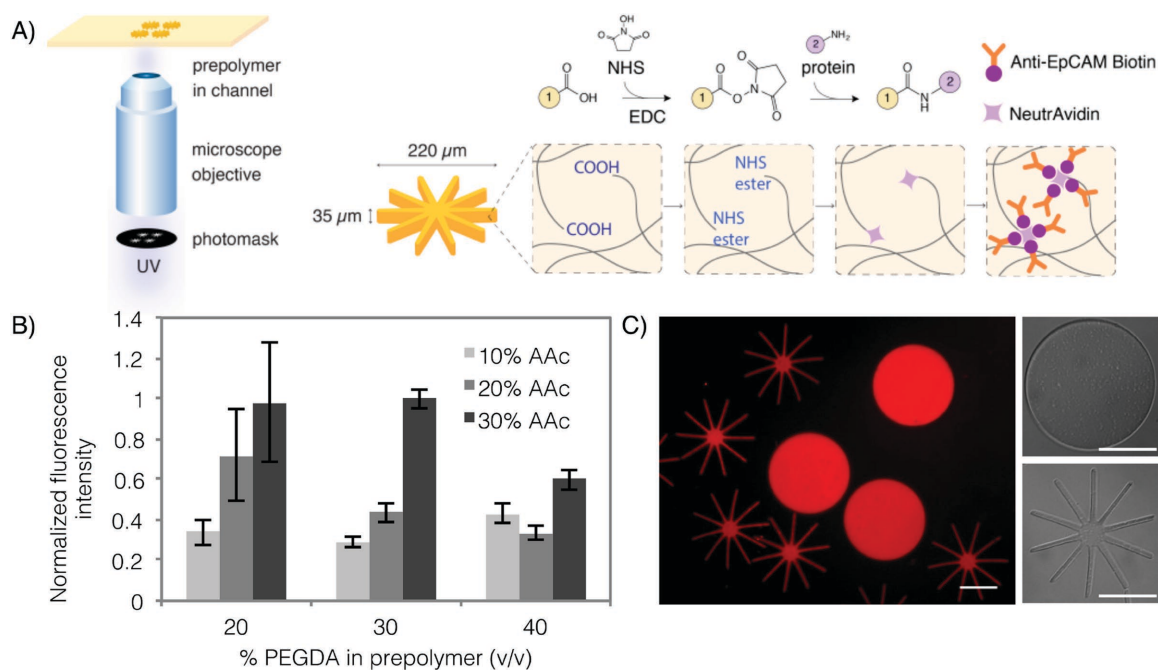 A)
prepolymer
in channel
microscope
objective
photomask
UV
220 µm
35 µm
OH
O
N
O
NHS
EDC
O
1
OH
O
1
O
N
O
O
2
NH₂
protein
O
1
N
H
2
Anti-EpCAM Biotin
NeutrAvidin
COOH
COOH
NHS
ester
NHS
ester
B)
Normalized fluorescence
intensity
1.4
1.2
1
0.8
0.6
0.4
0.2
0
10% AAc
20% AAc
30% AAc
20
30
40
% PEGDA in prepolymer (v/v)
C)